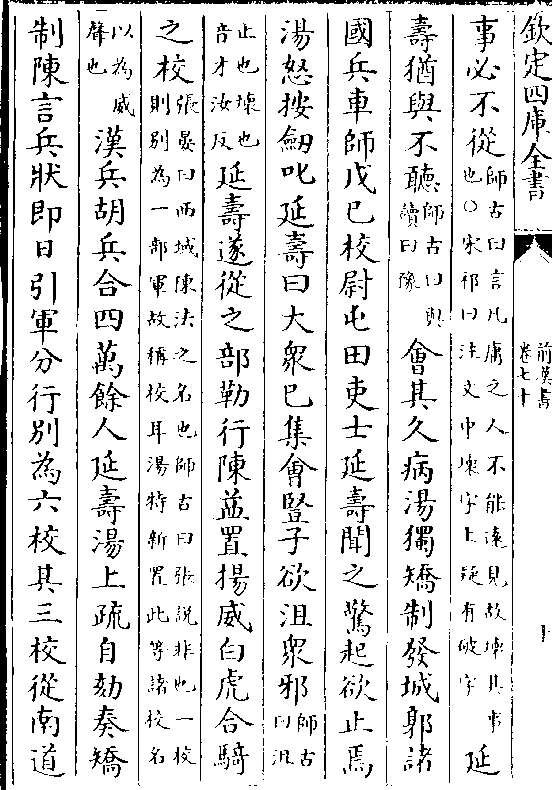 欽定四庫全書
前漢書
卷七十
十
事必不從師古曰言凡庸之人不能遠見故壞其事
也○宋祁曰注文中壞字上疑有破字延
壽猶與不聽師古曰與
讀曰豫會其久病湯獨矯制發城郭諸
國兵車師戊已校尉屯田吏士延壽聞之驚起欲止焉
湯怒按劒叱延壽曰大衆已集會豎子欲沮衆邪師古
曰沮
止也壞也
音才汝反延壽遂從之部勒行陳益置揚威白虎合騎
之校張晏曰西域陳法之名也師古曰張說非也一校
則别為一部軍故稱校耳湯特新置此等諸校名
以為威
聲也漢兵胡兵合四萬餘人延壽湯上疏自劾奏矯
制陳言兵狀即日引軍分行别為六校其三校從南道